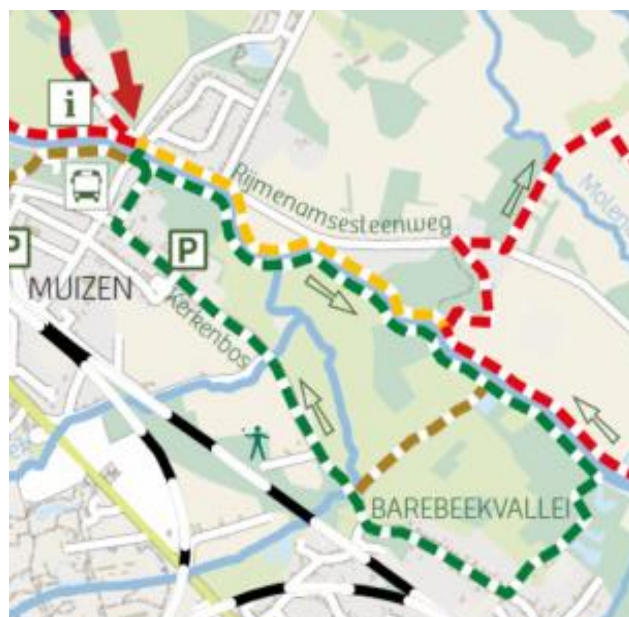 i
Rijmenamsesteenweg
P
P
MUIZEN
Kerkenbos
BAREBEEKVALLEI